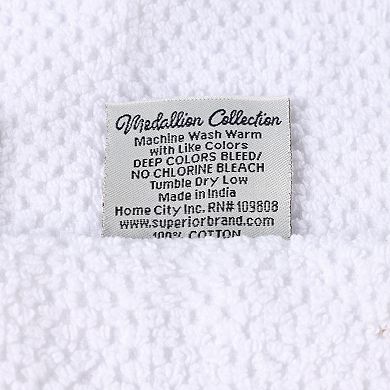 Medallion Collection
Machine Wash Warm
with Like Colors
DEEP COLORS BLEED/
NO CHLORINE BLEACH
Tumble Dry Low
Made in India
Home City Inc. RN# 109808
www.superiorbrand.com
100% COTTON